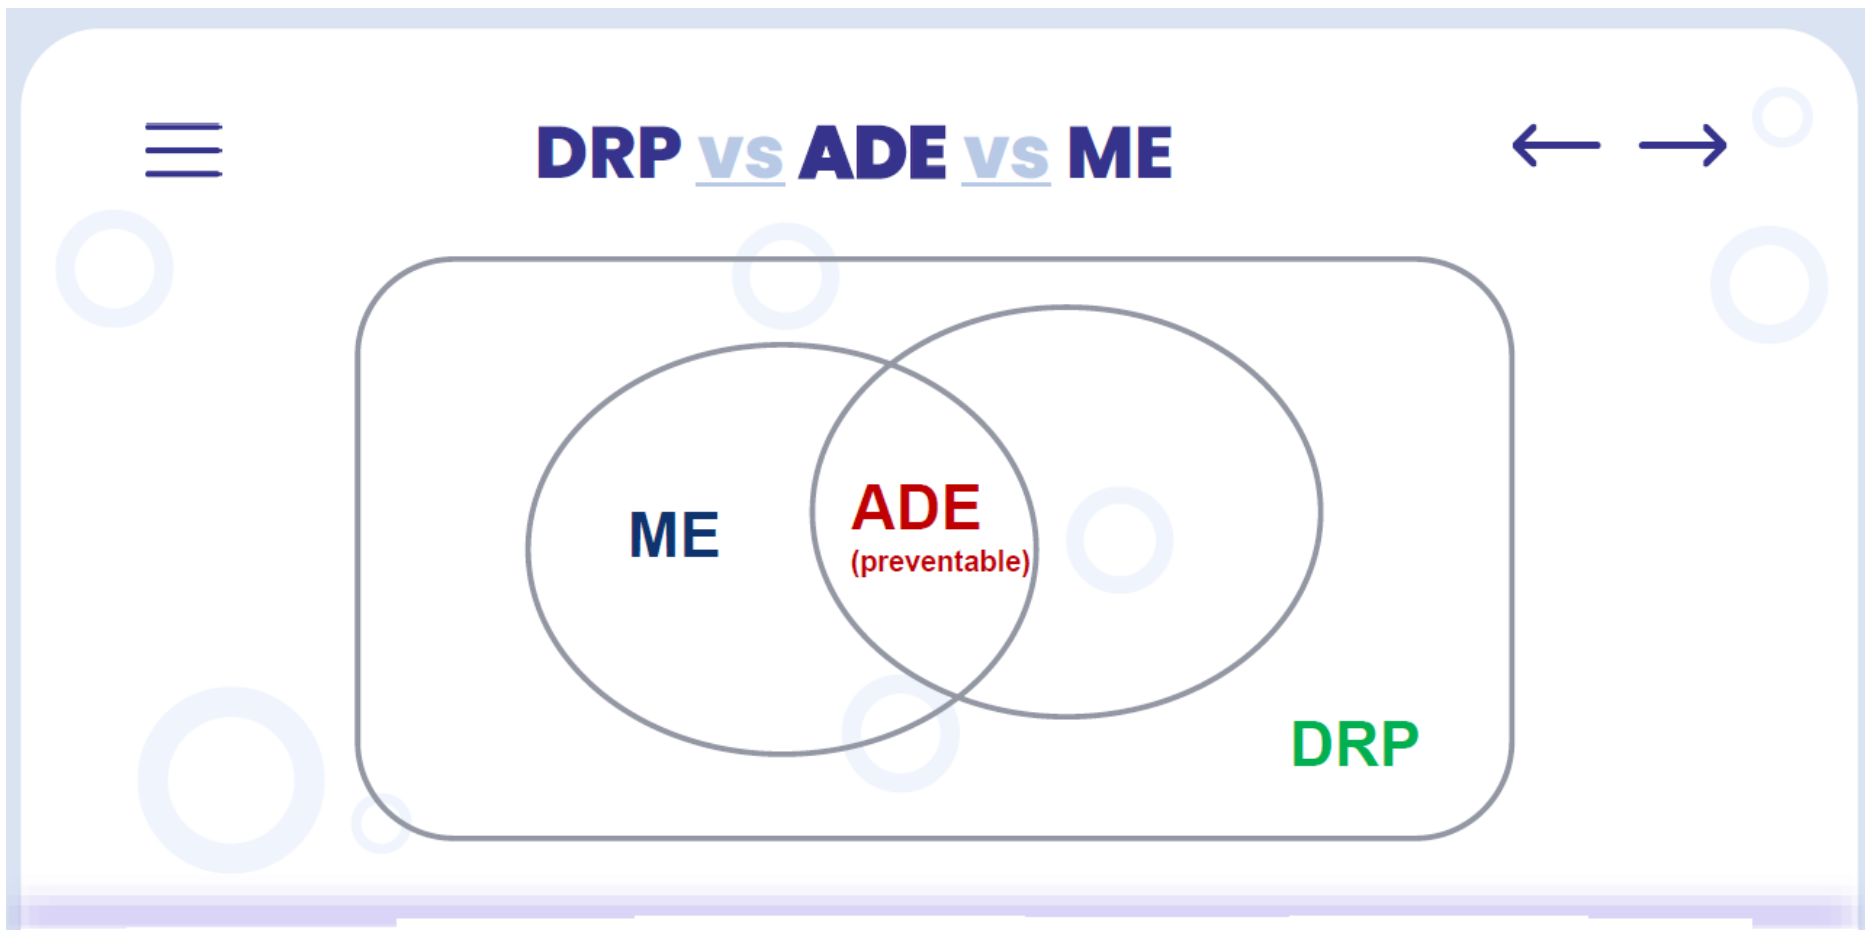 DRP vs ADE vs ME
ME
ADE
(preventable)
DRP